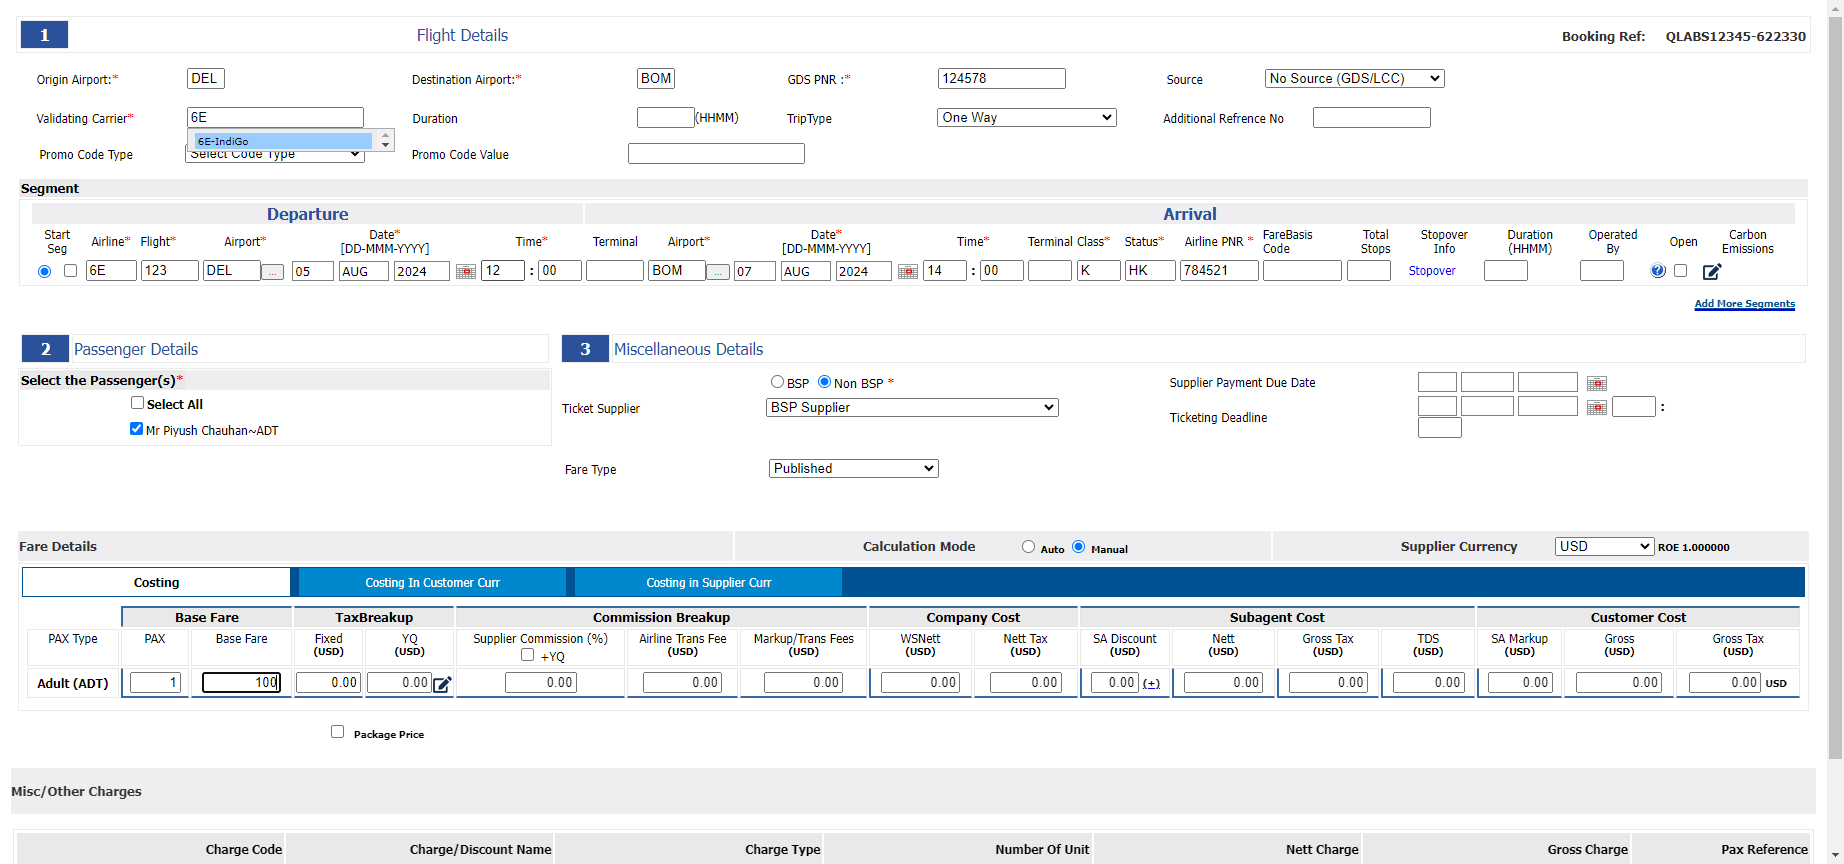 1 Flight Details Booking Ref: QLABS12345-622330
Origin Airport:* DEL Destination Airport:* BOM GDS PNR :* 124578 Source No Source (GDS/LCC)
Validating Carrier* 6E Duration (HHMM) TripType One Way Additional Refrence No
6E-IndiGo
Promo Code Type Select Code Type Promo Code Value
Segment
Departure Arrival
Start Seg Airline* Flight* Airport* Date* [DD-MMM-YYYY] Time* Terminal Airport* Date* [DD-MMM-YYYY] Time* Terminal Class* Status* Airline PNR * FareBasis Code Total Stops Stopover Info Duration (HHMM) Operated By Open Carbon Emissions
6E 123 DEL ... 05 AUG 2024 12 : 00 BOM ... 07 AUG 2024 14 : 00 K HK 784521 Stopover ?
Add More Segments
2 Passenger Details 3 Miscellaneous Details
Select the Passenger(s)*
Select All
Mr Piyush Chauhan~ADT
BSP Non BSP * Supplier Payment Due Date
Ticket Supplier BSP Supplier Ticketing Deadline :
Fare Type Published
Fare Details Calculation Mode Auto Manual Supplier Currency USD ROE 1.000000
Costing Costing In Customer Curr Costing in Supplier Curr
Base Fare TaxBreakup Commission Breakup Company Cost Subagent Cost Customer Cost
PAX Type PAX Base Fare Fixed (USD) YQ (USD) Supplier Commission (%) +YQ Airline Trans Fee (USD) Markup/Trans Fees (USD) WSNett (USD) Nett Tax (USD) SA Discount (USD) Nett (USD) Gross Tax (USD) TDS (USD) SA Markup (USD) Gross (USD) Gross Tax (USD)
Adult (ADT) 1 100 0.00 0.00 0.00 0.00 0.00 0.00 0.00 0.00 (+) 0.00 0.00 0.00 0.00 0.00 0.00 USD
Package Price
Misc/Other Charges
Charge Code Charge/Discount Name Charge Type Number Of Unit Nett Charge Gross Charge Pax Reference